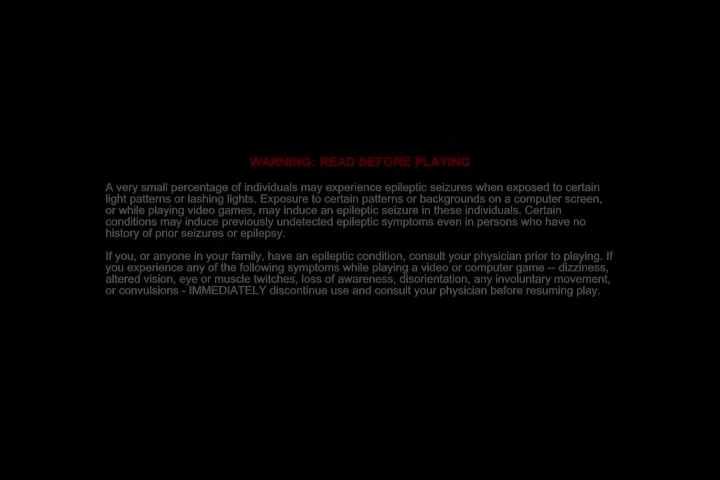 WARNING: READ BEFORE PLAYING
A very small percentage of individuals may experience epileptic seizures when exposed to certain
light patterns or lashing lights. Exposure to certain patterns or backgrounds on a computer screen,
or while playing video games, may induce an epileptic seizure in these individuals. Certain
conditions may induce previously undetected epileptic symptoms even in persons who have no
history of prior seizures or epilepsy.
If you, or anyone in your family, have an epileptic condition, consult your physician prior to playing. If
you experience any of the following symptoms while playing a video or computer game -- dizziness,
altered vision, eye or muscle twitches, loss of awareness, disorientation, any involuntary movement,
or convulsions - IMMEDIATELY discontinue use and consult your physician before resuming play.